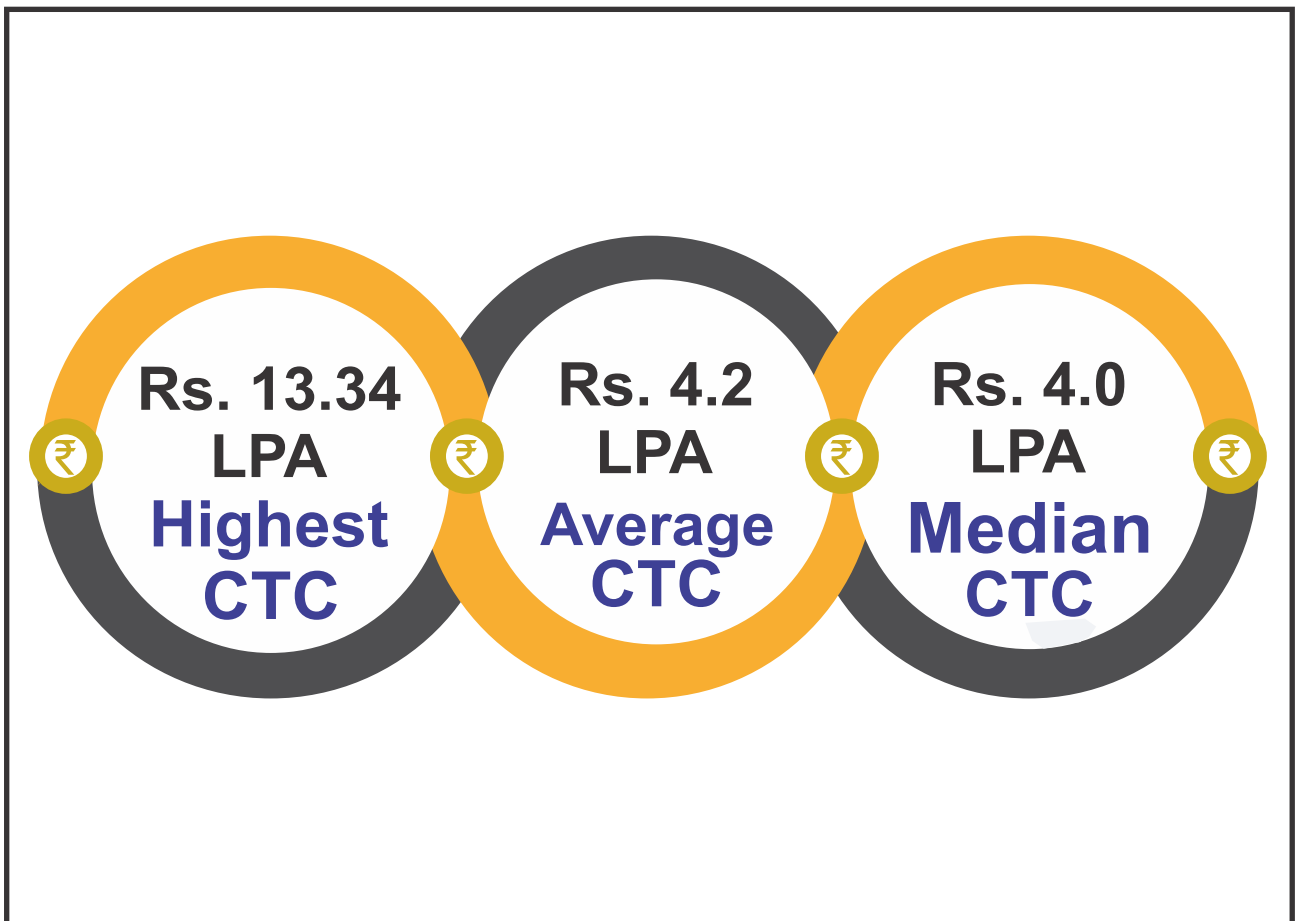 Rs. 13.34
LPA
Highest
CTC
Rs. 4.2
LPA
Average
CTC
Rs. 4.0
LPA
Median
CTC
₹
₹
₹
₹